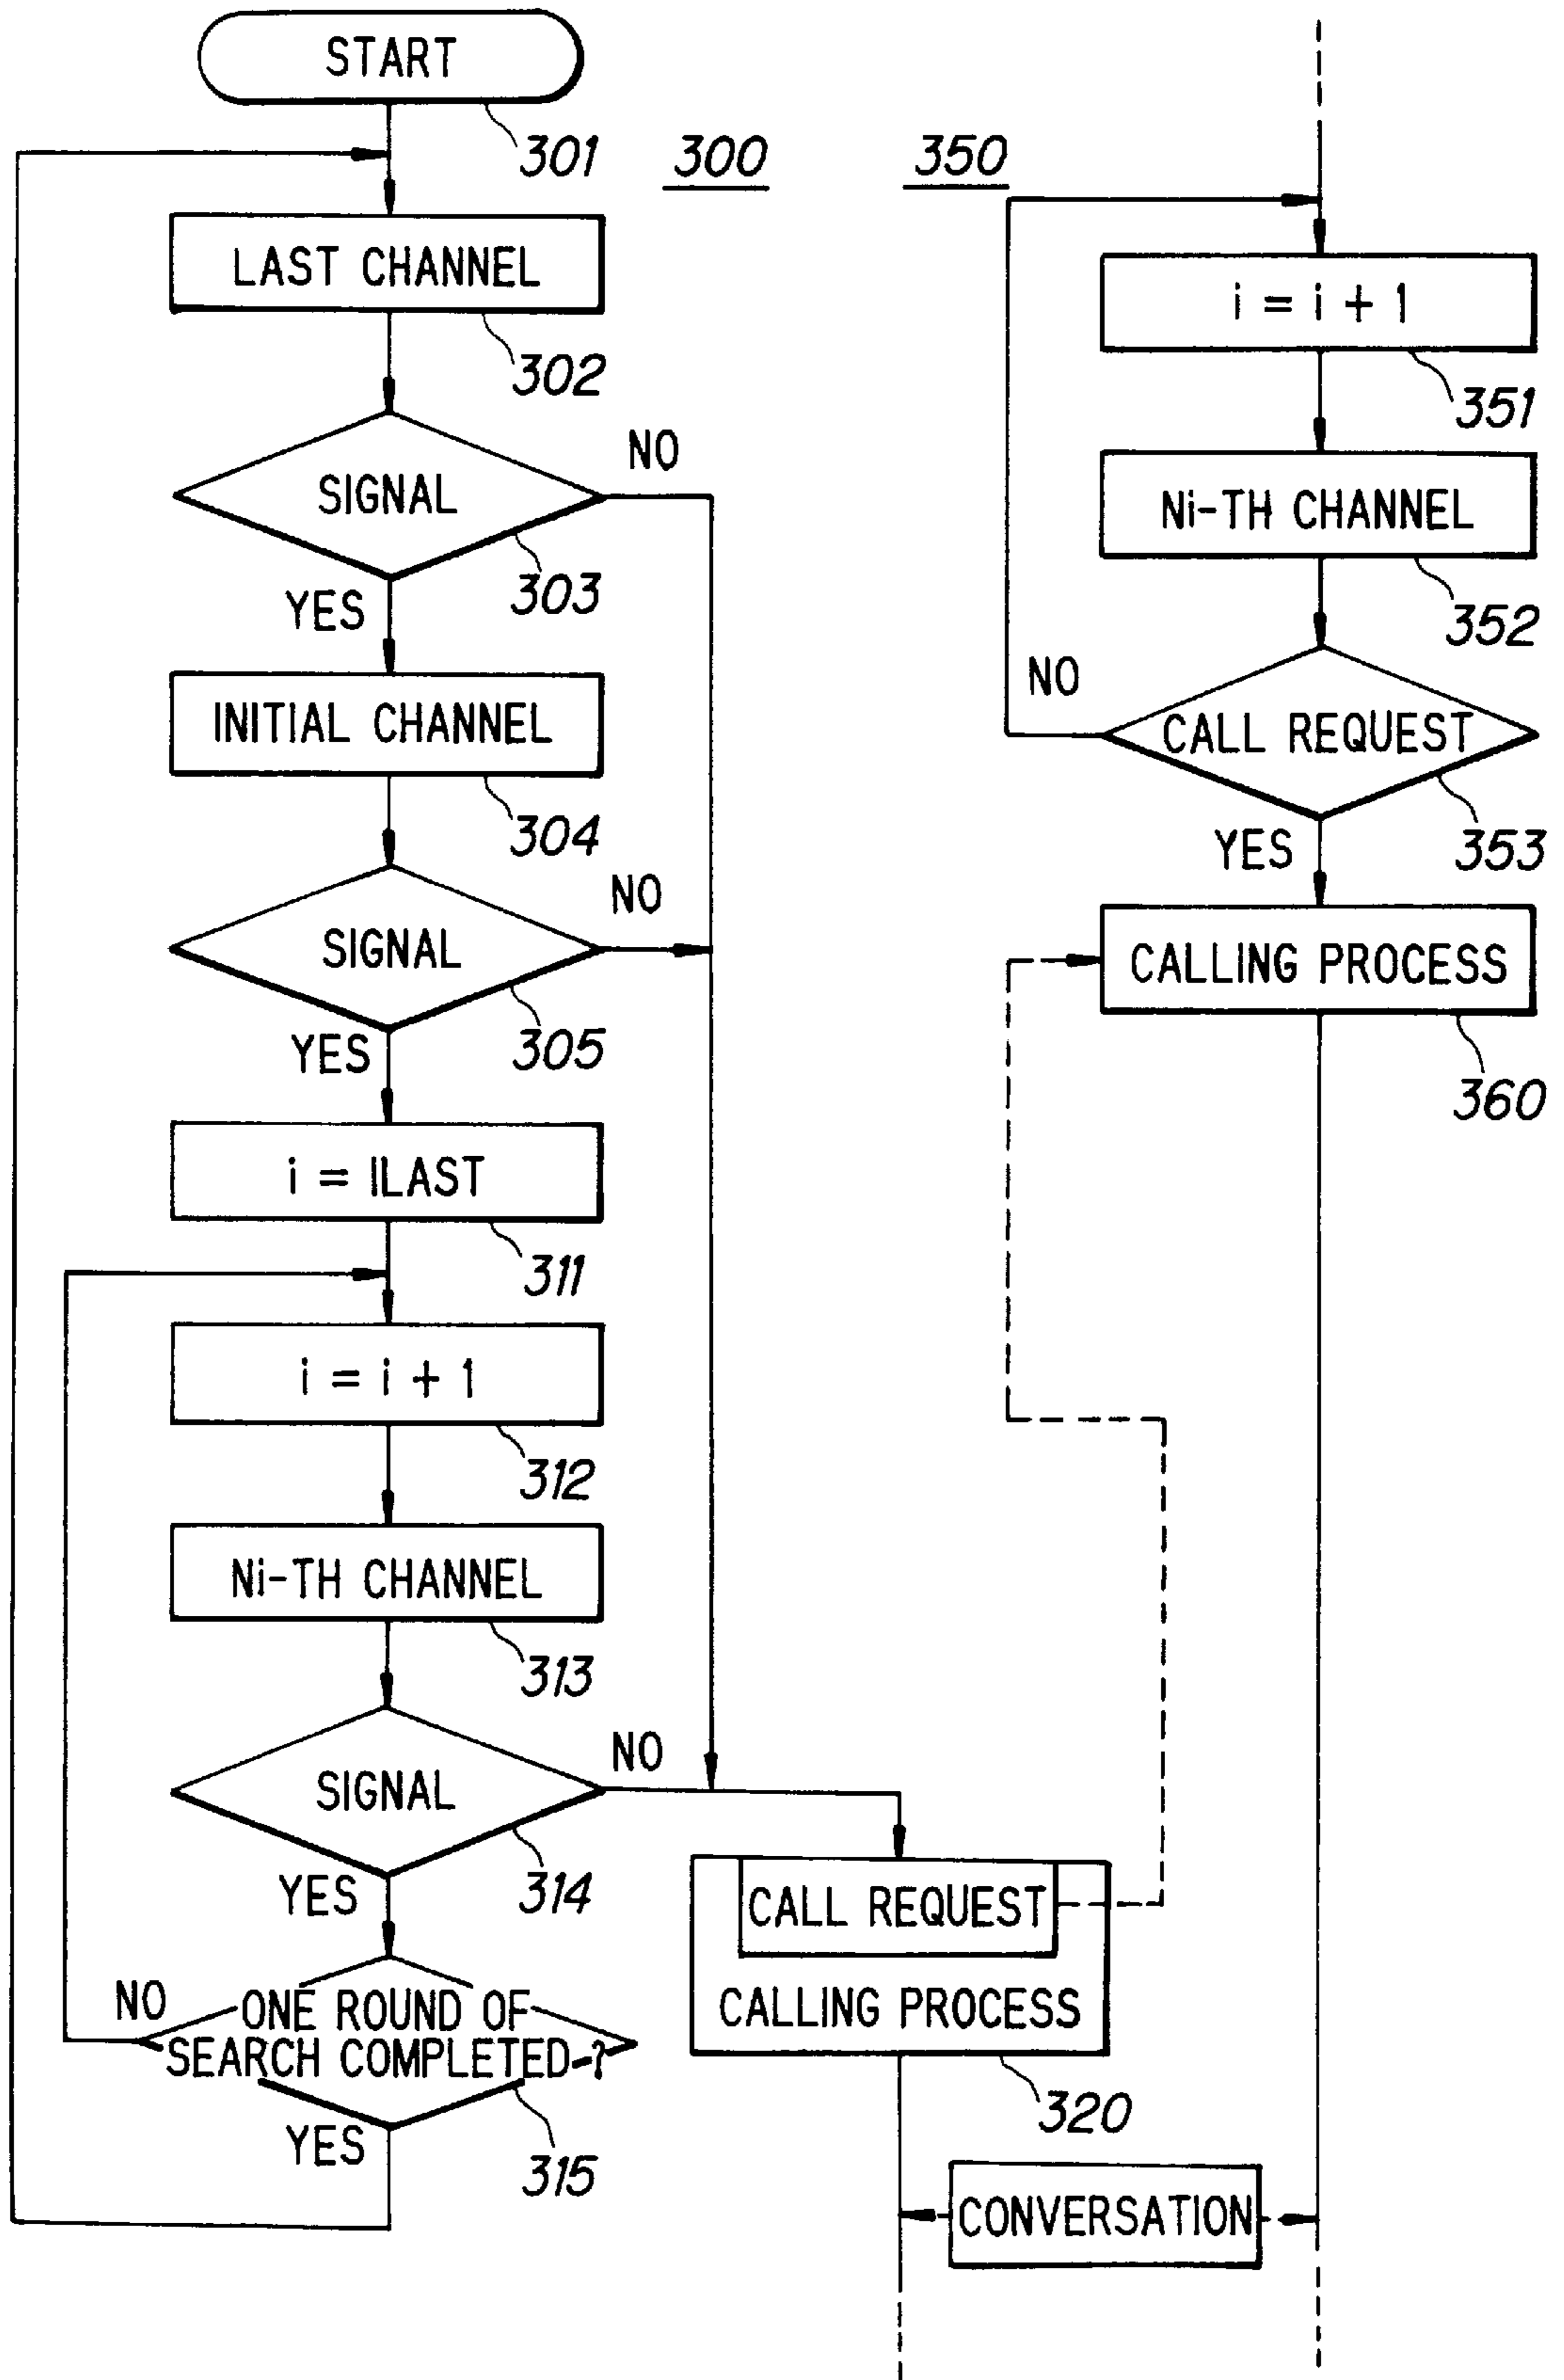 START
301
300
LAST CHANNEL
302
SIGNAL
NO
303
YES
INITIAL CHANNEL
304
SIGNAL
NO
305
YES
i = ILAST
311
i = i + 1
312
Ni-TH CHANNEL
313
SIGNAL
NO
314
YES
ONE ROUND OF
SEARCH COMPLETED-?
NO
315
YES
CALL REQUEST
CALLING PROCESS
320
350
i = i + 1
351
Ni-TH CHANNEL
352
CALL REQUEST
NO
353
YES
CALLING PROCESS
360
CONVERSATION